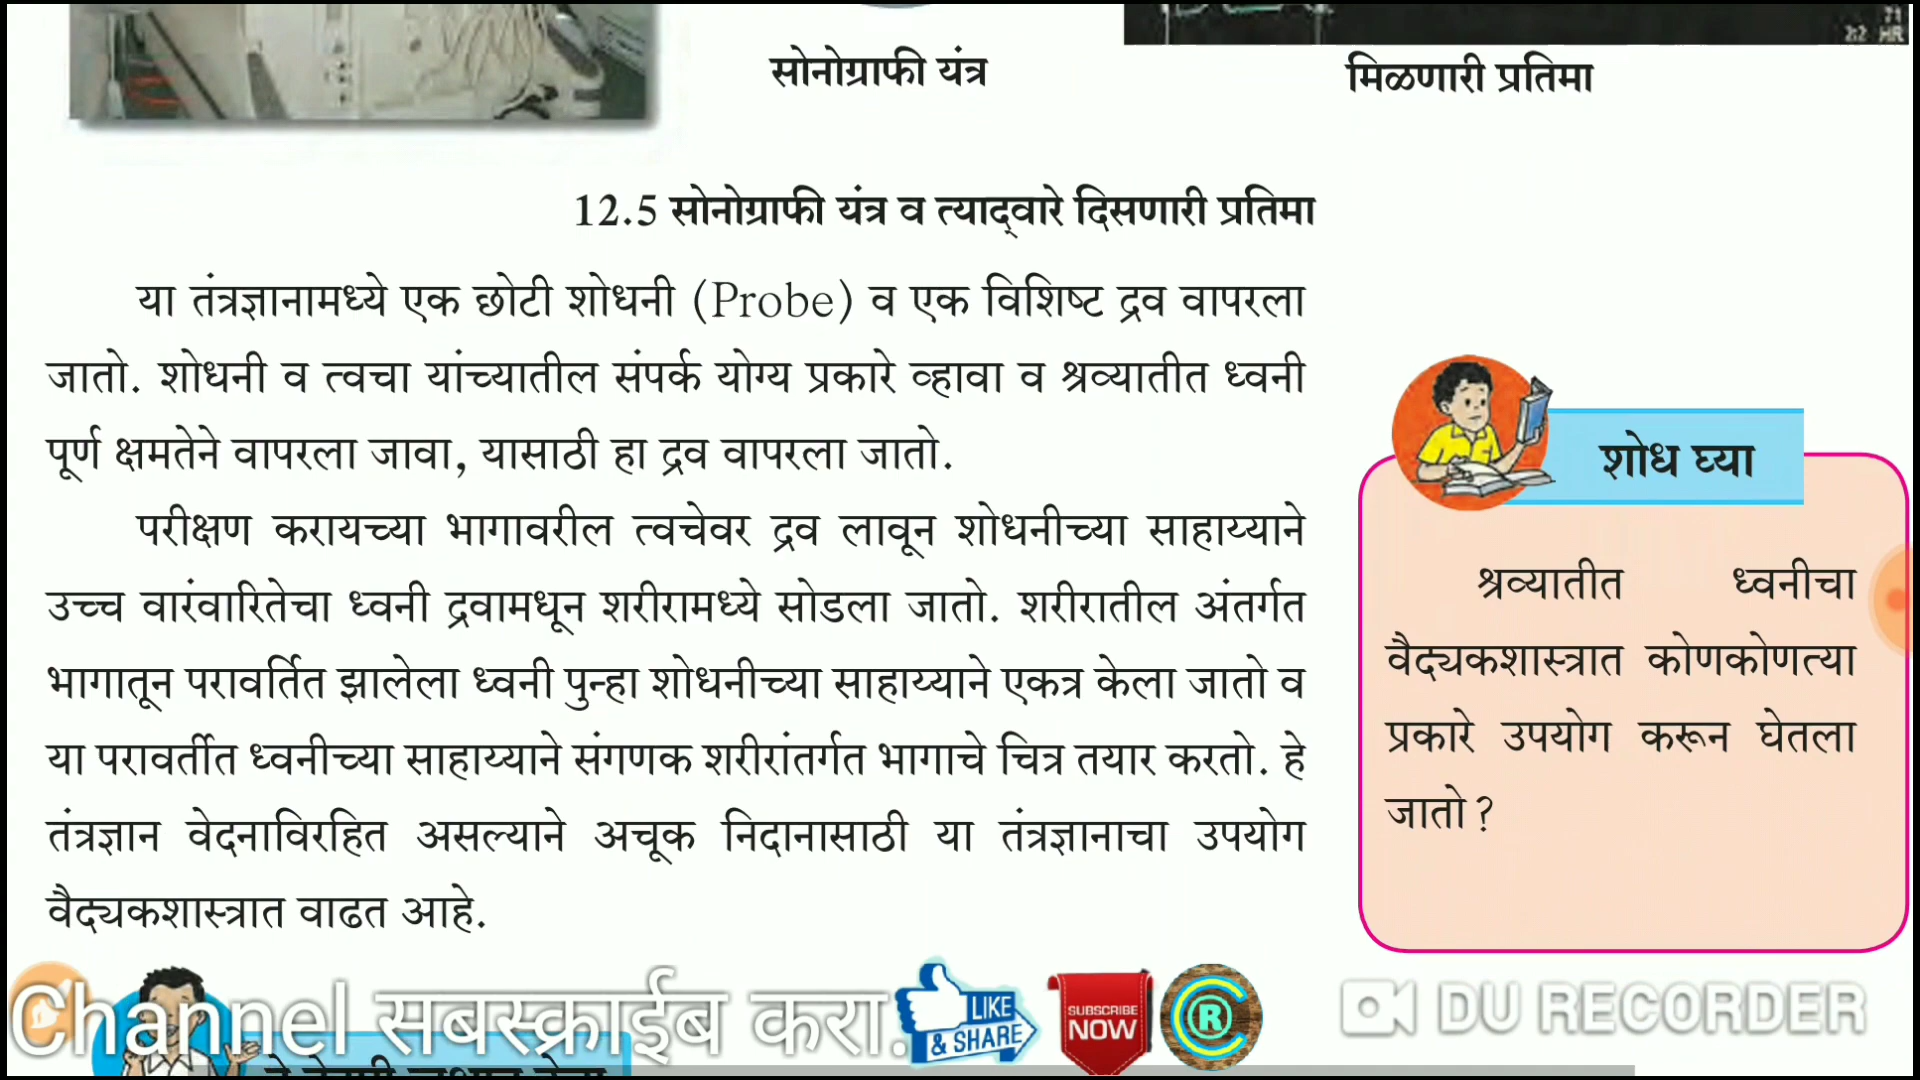 71
2:2 HR
सोनोग्राफी यंत्र
मिळणारी प्रतिमा
12.5 सोनोग्राफी यंत्र व त्याद्‌वारे दिसणारी प्रतिमा
या तंत्रज्ञानामध्ये एक छोटी शोधनी (Probe) व एक विशिष्ट द्रव वापरला
जातो. शोधनी व त्वचा यांच्यातील संपर्क योग्य प्रकारे व्हावा व श्रव्यातीत ध्वनी
पूर्ण क्षमतेने वापरला जावा, यासाठी हा द्रव वापरला जातो.
परीक्षण करायच्या भागावरील त्वचेवर द्रव लावून शोधनीच्या साहाय्याने
उच्च वारंवारितेचा ध्वनी द्रवामधून शरीरामध्ये सोडला जातो. शरीरातील अंतर्गत
भागातून परावर्तित झालेला ध्वनी पुन्हा शोधनीच्या साहाय्याने एकत्र केला जातो व
या परावर्तीत ध्वनीच्या साहाय्याने संगणक शरीरांतर्गत भागाचे चित्र तयार करतो. हे
तंत्रज्ञान वेदनाविरहित असल्याने अचूक निदानासाठी या तंत्रज्ञानाचा उपयोग
वैद्यकशास्त्रात वाढत आहे.
शोध घ्या
श्रव्यातीत ध्वनीचा
वैद्यकशास्त्रात कोणकोणत्या
प्रकारे उपयोग करून घेतला
जातो?
Channel सबस्क्राईब करा.
LIKE
& SHARE
SUBSCRIBE
NOW
R
DU RECORDER